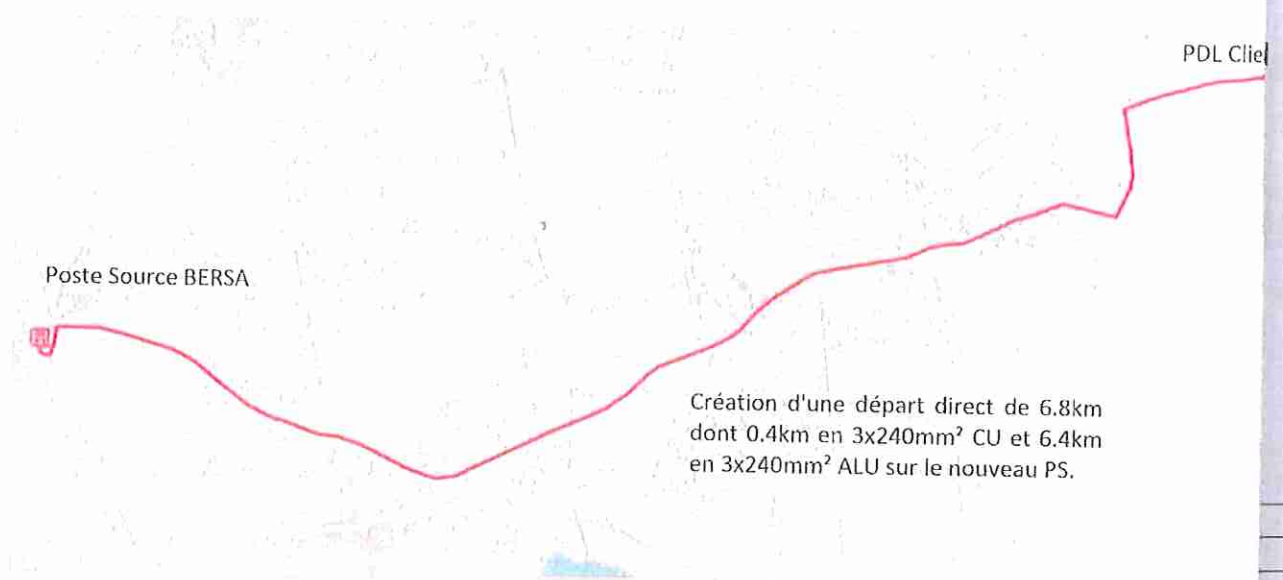 PDL Clie
Poste Source BERSA
Création d'une départ direct de 6.8km
dont 0.4km en 3x240mm² CU et 6.4km
en 3x240mm² ALU sur le nouveau PS.